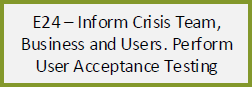 E24 – Inform Crisis Team,
Business and Users. Perform
User Acceptance Testing